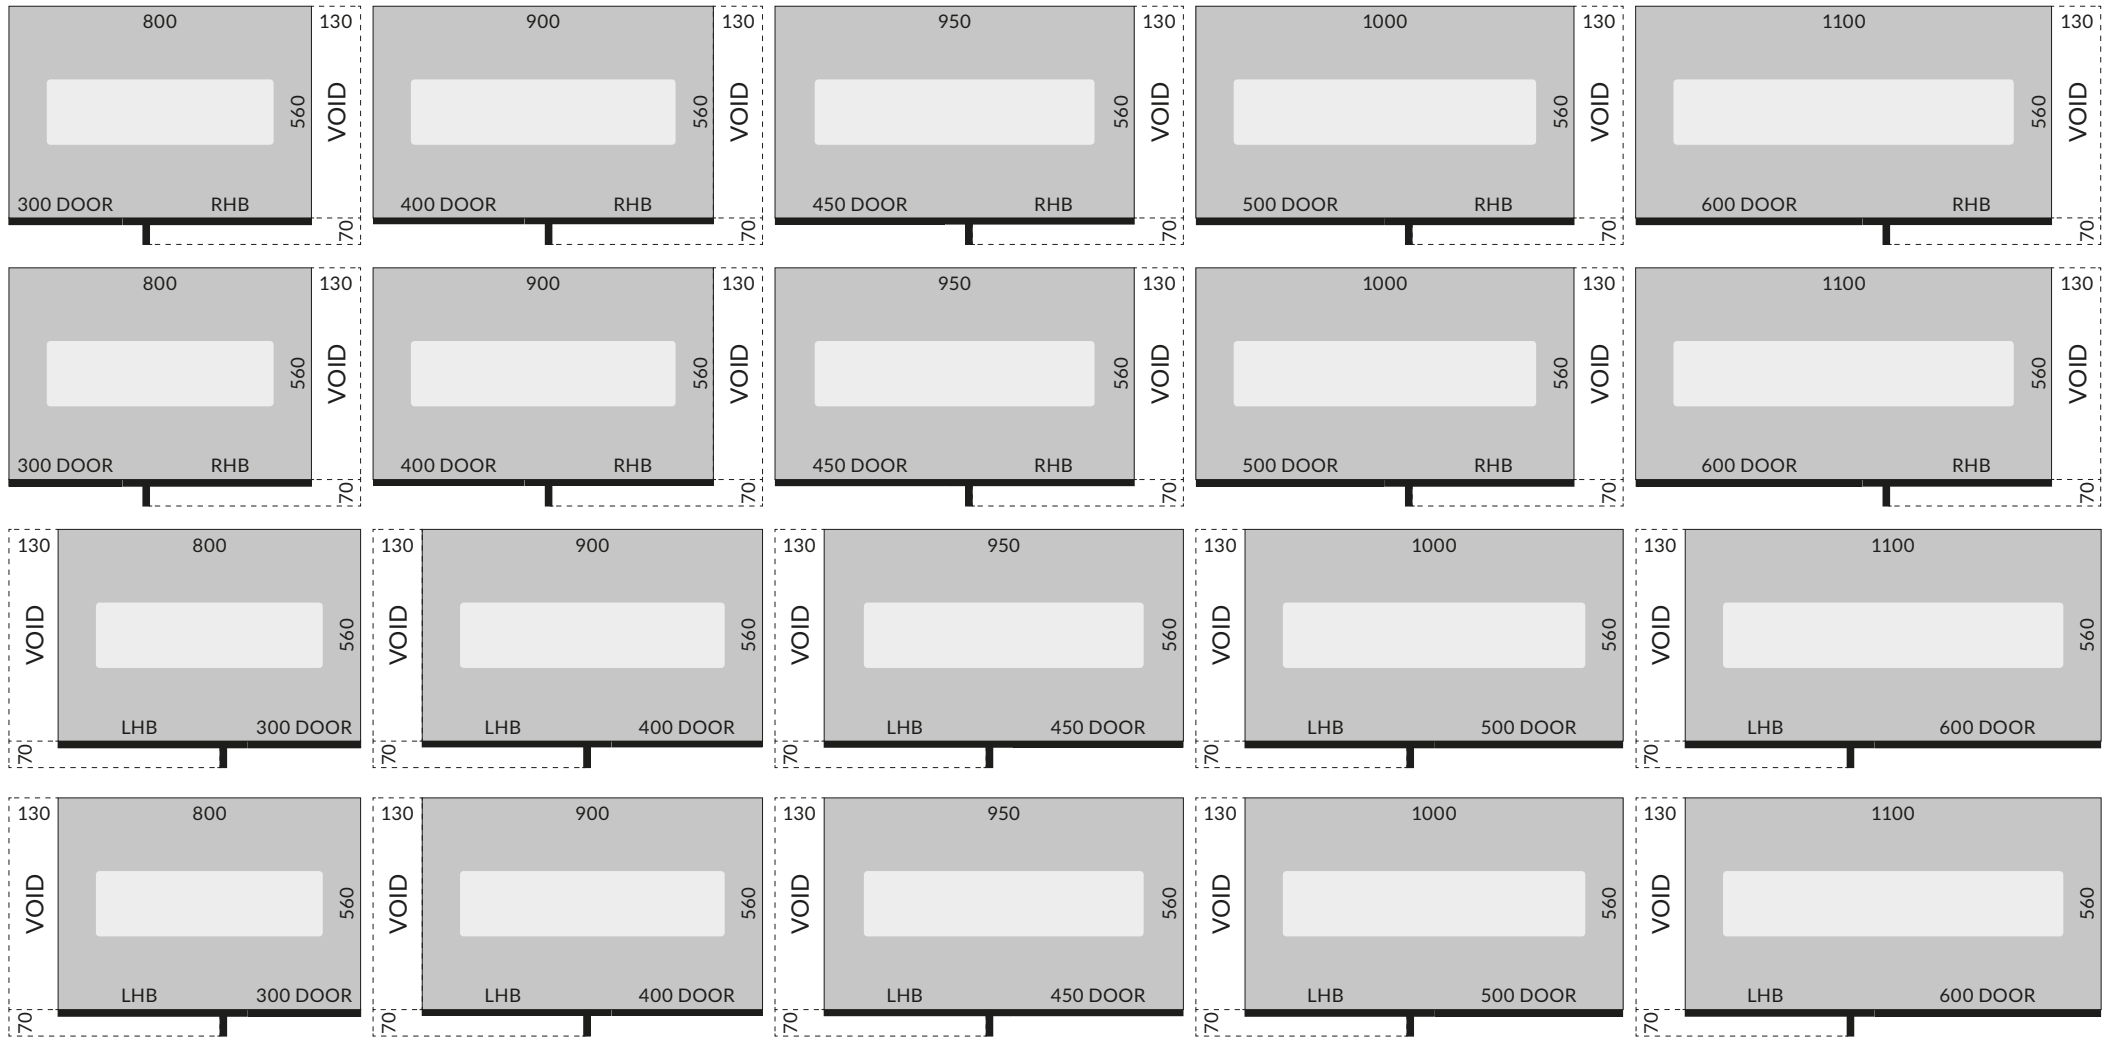 800 130 900 130 950 130 1000 130 1100 130
560 VOID 560 VOID 560 VOID 560 VOID 560 VOID
300 DOOR RHB 400 DOOR RHB 450 DOOR RHB 500 DOOR RHB 600 DOOR RHB
70 70 70 70 70
800 130 900 130 950 130 1000 130 1100 130
560 VOID 560 VOID 560 VOID 560 VOID 560 VOID
300 DOOR RHB 400 DOOR RHB 450 DOOR RHB 500 DOOR RHB 600 DOOR RHB
70 70 70 70 70
130 800 130 900 130 950 130 1000 130 1100
VOID 560 VOID 560 VOID 560 VOID 560 VOID 560
LHB 300 DOOR LHB 400 DOOR LHB 450 DOOR LHB 500 DOOR LHB 600 DOOR
70 70 70 70 70
130 800 130 900 130 950 130 1000 130 1100
VOID 560 VOID 560 VOID 560 VOID 560 VOID 560
LHB 300 DOOR LHB 400 DOOR LHB 450 DOOR LHB 500 DOOR LHB 600 DOOR
70 70 70 70 70